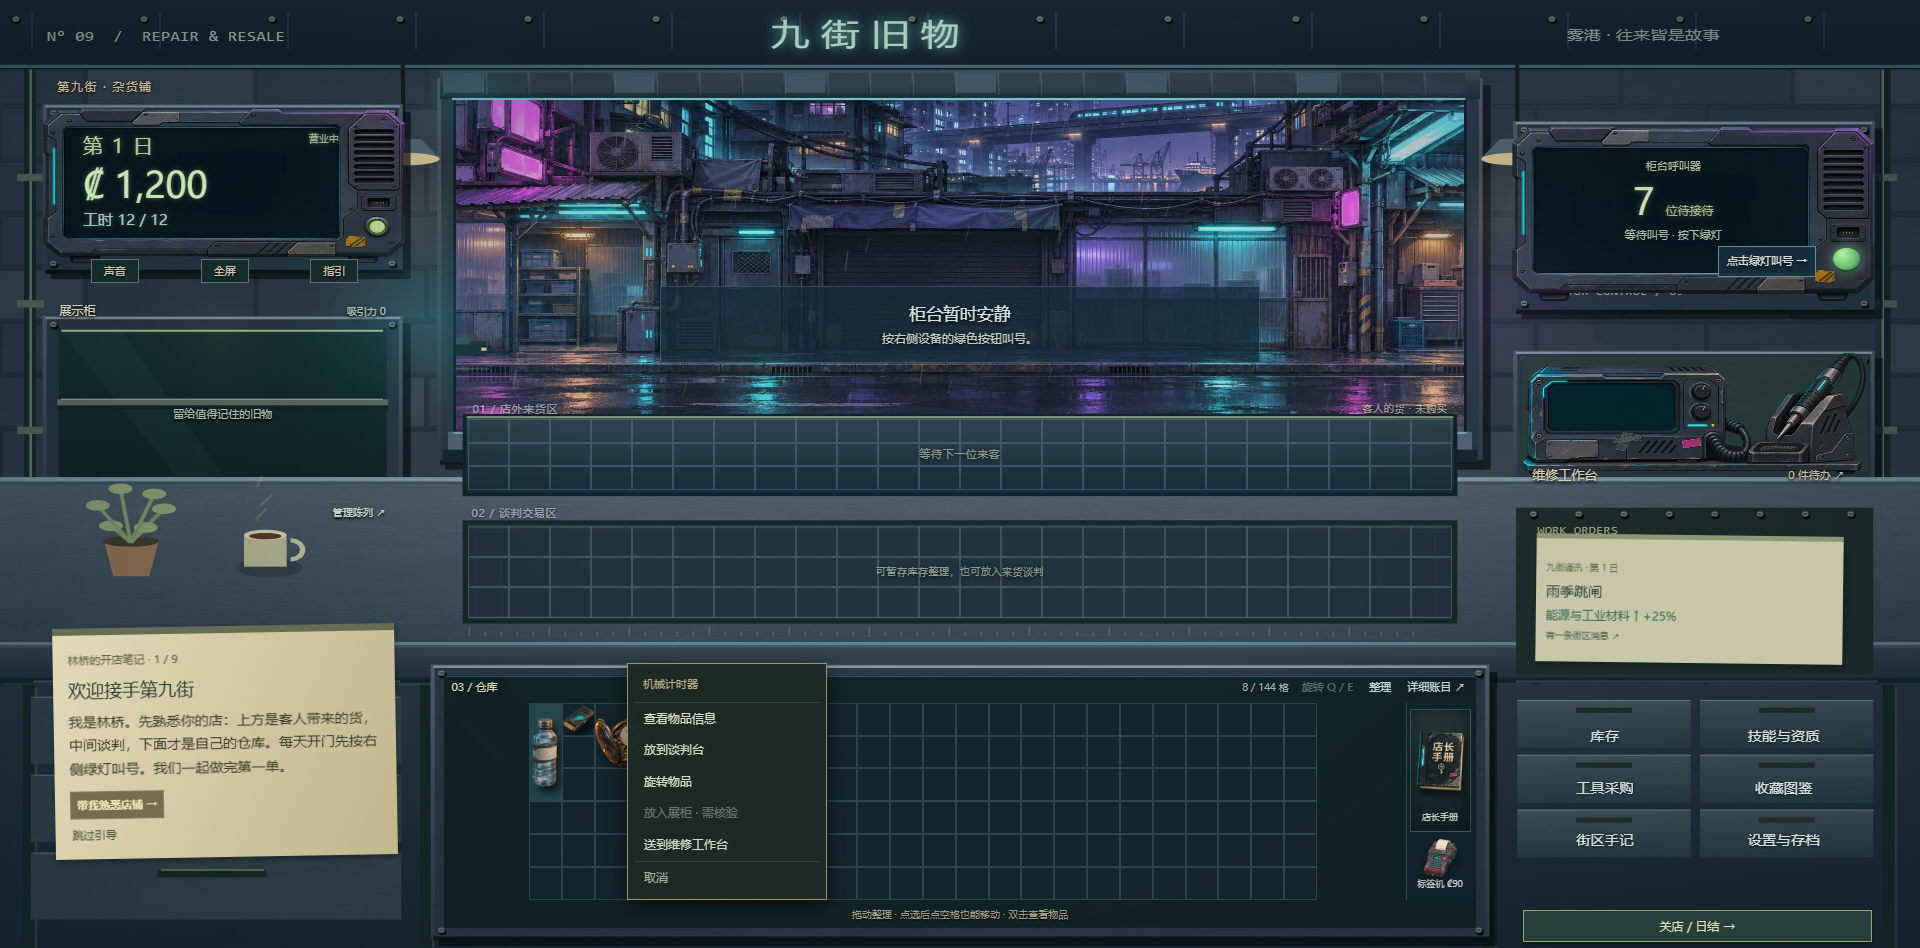 N° 09 / REPAIR & RESALE
九街旧物
雾港 · 往来皆是故事
第九街 · 杂货铺
第 1 日
营业中
₡ 1,200
工时 12 / 12
声音
全屏
指引
展示柜
吸引力 0
留给值得记住的旧物
管理陈列 ↗
柜台暂时安静
按右侧设备的绿色按钮叫号。
01 / 店外来货区
客人的货 · 未购买
等待下一位来客
02 / 谈判交易区
可暂存库存整理，也可放入来货谈判
柜台呼叫器
7 位待接待
等待叫号 · 按下绿灯
点击绿灯叫号 →
维修工作台
0 件待办 ↗
WORK ORDERS
九街通讯 · 第 1 日
雨季跳闸
能源与工业材料 ↑ +25%
有一条街区消息 ↗
林桥的开店笔记 · 1 / 9
欢迎接手第九街
我是林桥。先熟悉你的店：上方是客人带来的货，
中间谈判，下面才是自己的仓库。每天开门先按右
侧绿灯叫号。我们一起做完第一单。
带我熟悉店铺 →
跳过引导
03 / 仓库
8 / 144 格
旋转 Q / E
整理
详细账目 ↗
机械计时器
查看物品信息
放到谈判台
旋转物品
放入展柜 · 需核验
送到维修工作台
取消
店长
手册
店长手册
标签机 ₡90
拖动整理 · 点选后点空格也能移动 · 双击查看物品
库存
技能与资质
工具采购
收藏图鉴
街区手记
设置与存档
关店 / 日结 →